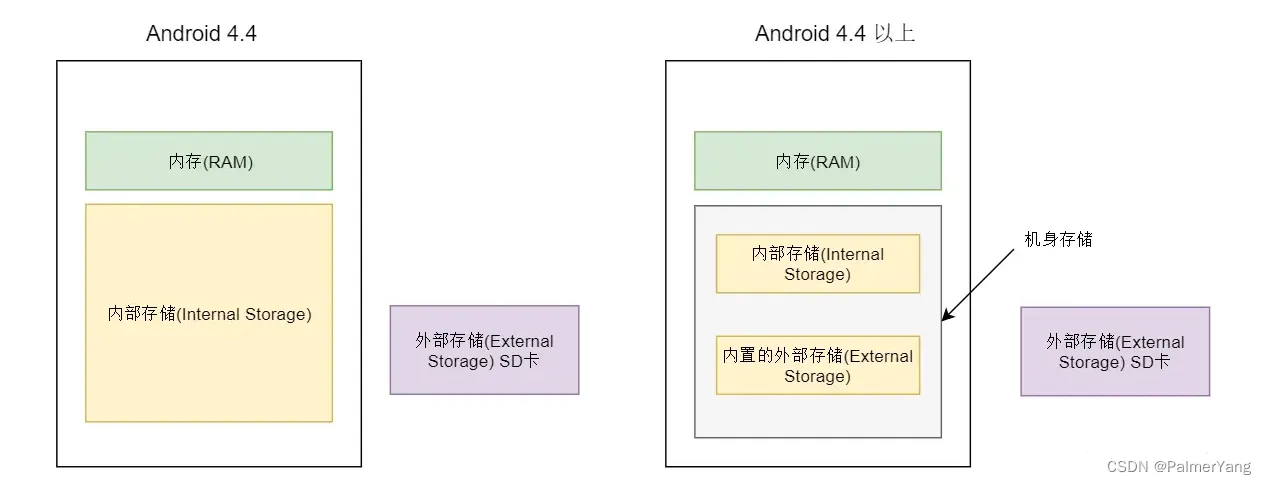 Android 4.4
内存(RAM)
内部存储(Internal Storage)
外部存储(External
Storage) SD卡
Android 4.4 以上
内存(RAM)
内部存储(Internal
Storage)
内置的外部存储(External
Storage)
机身存储
外部存储(External
Storage) SD卡
CSDN @PalmerYang